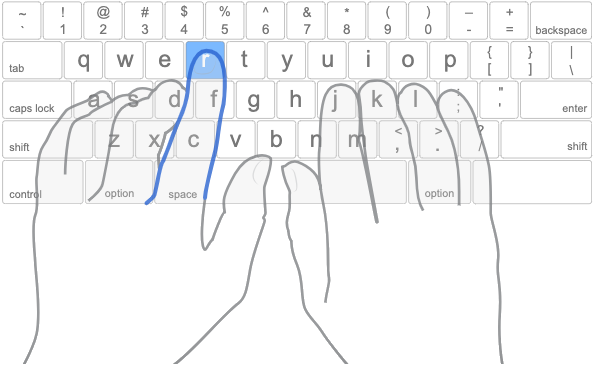 ~ ! @ # $ % ^ & * ( ) – +
` 1 2 3 4 5 6 7 8 9 0 - = backspace
tab q w e r t y u i o p { [ } ] | \
caps lock a s d f g h j k l : ; " ' enter
shift z x c v b n m < , > . ? / shift
control option space option